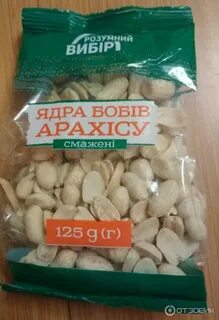 РОЗУМНИЙ
ВИБІР
ЯДРА БОБІВ
АРАХІСУ
смажені
125 g (г)
ОТЗОВИК